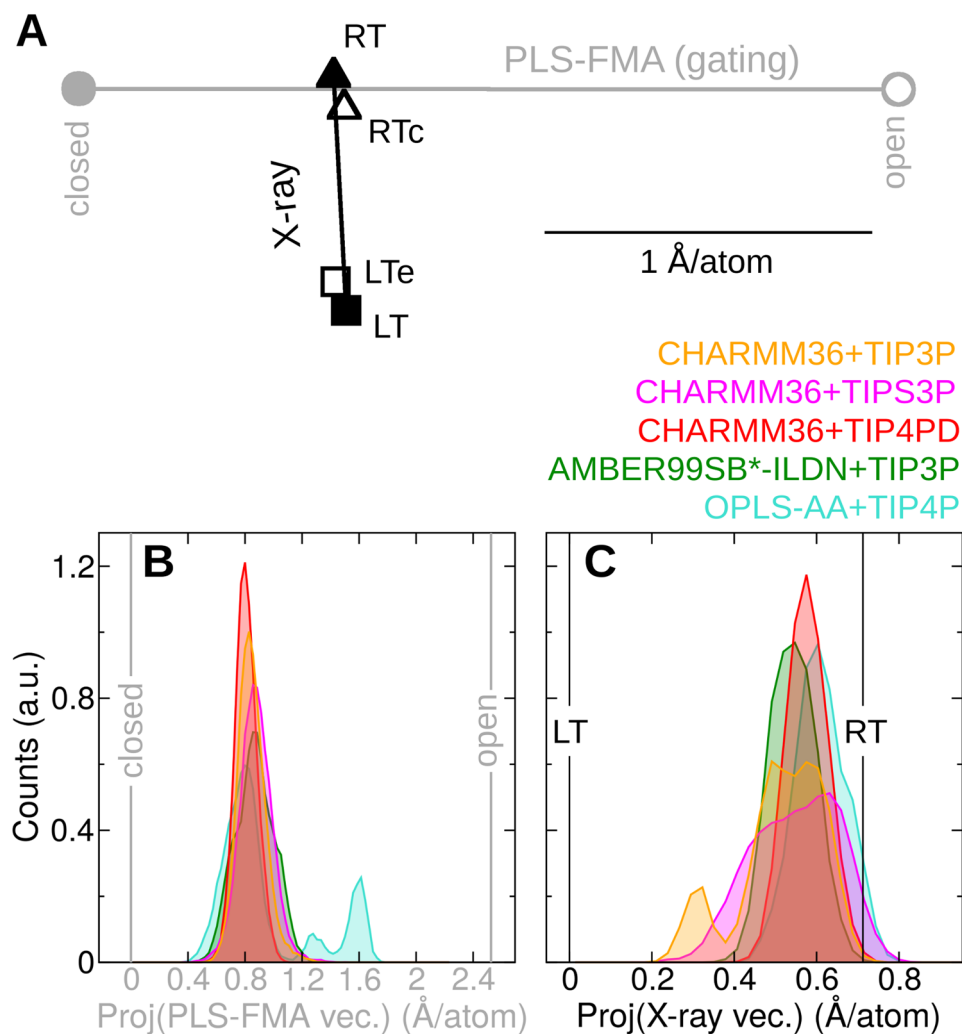 A
RT
PLS-FMA (gating)
closed
RTc
open
X-ray
1 Å/atom
LTe
LT
CHARMM36+TIP3P
CHARMM36+TIPS3P
CHARMM36+TIP4PD
AMBER99SB*-ILDN+TIP3P
OPLS-AA+TIP4P
B
C
1.2
0.8
0.4
0
Counts (a.u.)
closed
open
LT
RT
0 0.4 0.8 1.2 1.6 2 2.4
0 0.2 0.4 0.6 0.8
Proj(PLS-FMA vec.) (Å/atom)
Proj(X-ray vec.) (Å/atom)